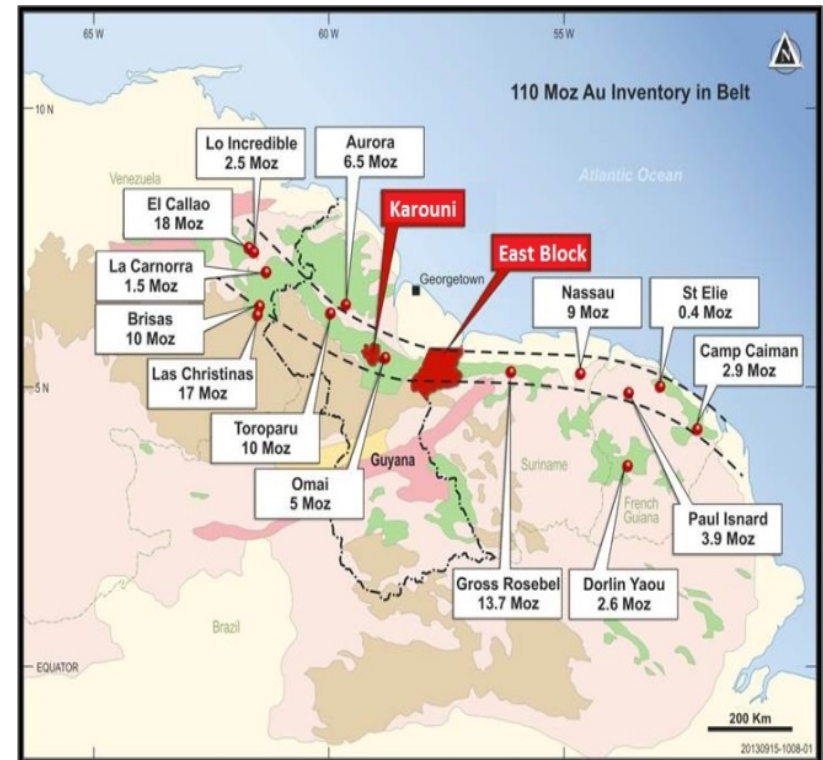 65 W
60 W
55 W
N
110 Moz Au Inventory in Belt
10 N
Lo Incredible
2.5 Moz
Aurora
6.5 Moz
Atlantic Ocean
Venezuela
El Callao
18 Moz
Karouni
La Carnorra
1.5 Moz
East Block
Georgetown
Nassau
9 Moz
St Elie
0.4 Moz
Brisas
10 Moz
Camp Caiman
2.9 Moz
Las Christinas
17 Moz
5 N
Toroparu
10 Moz
Guyana
Suriname
Omai
5 Moz
French
Guiana
Paul Isnard
3.9 Moz
Gross Rosebel
13.7 Moz
Dorlin Yaou
2.6 Moz
Brazil
EQUATOR
200 Km
20130915-1008-01